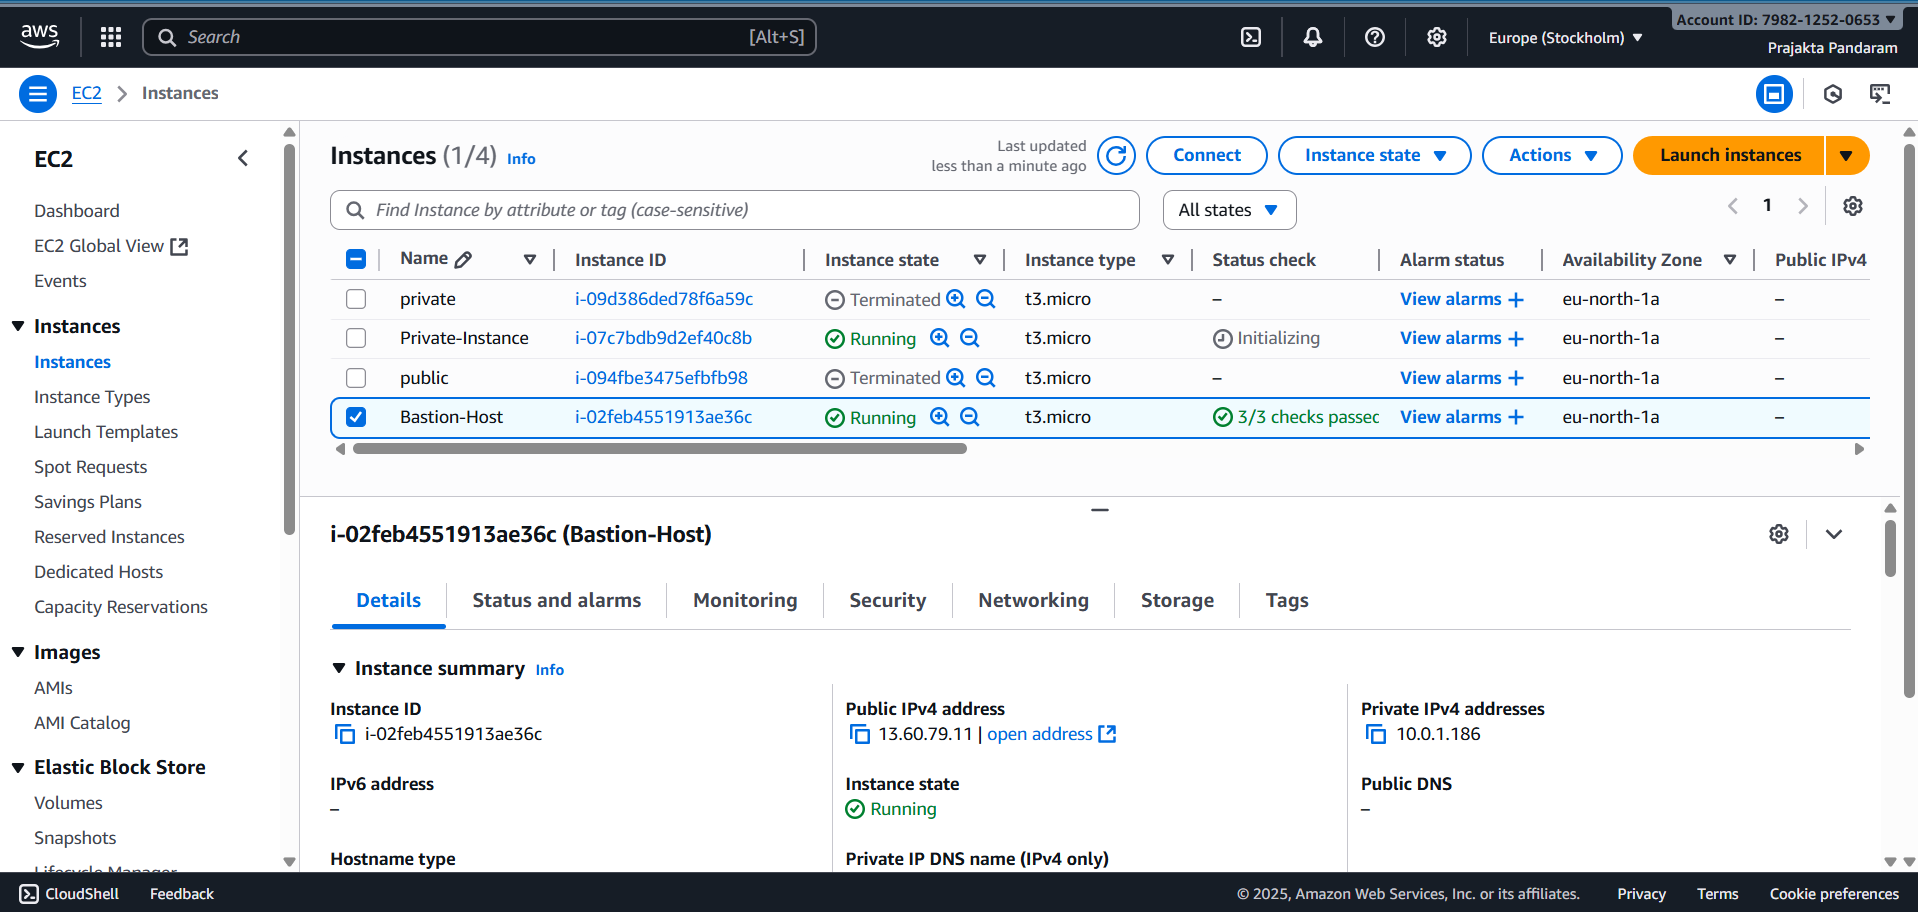 aws
Search [Alt+S]
Europe (Stockholm)
Account ID: 7982-1252-0653
Prajakta Pandaram
EC2 Instances
EC2
Dashboard
EC2 Global View
Events
Instances
Instances
Instance Types
Launch Templates
Spot Requests
Savings Plans
Reserved Instances
Dedicated Hosts
Capacity Reservations
Images
AMIs
AMI Catalog
Elastic Block Store
Volumes
Snapshots
Lifecycle Manager
Instances (1/4) Info
Last updated
less than a minute ago
Connect
Instance state
Actions
Launch instances
Find Instance by attribute or tag (case-sensitive)
All states
1
Name Instance ID Instance state Instance type Status check Alarm status Availability Zone Public IPv4
private i-09d386ded78f6a59c Terminated t3.micro – View alarms + eu-north-1a –
Private-Instance i-07c7bdb9d2ef40c8b Running t3.micro Initializing View alarms + eu-north-1a –
public i-094fbe3475efbfb98 Terminated t3.micro – View alarms + eu-north-1a –
Bastion-Host i-02feb4551913ae36c Running t3.micro 3/3 checks passec View alarms + eu-north-1a –
i-02feb4551913ae36c (Bastion-Host)
Details Status and alarms Monitoring Security Networking Storage Tags
Instance summary Info
Instance ID
i-02feb4551913ae36c
Public IPv4 address
13.60.79.11 | open address
Private IPv4 addresses
10.0.1.186
IPv6 address
–
Instance state
Running
Public DNS
–
Hostname type
Private IP DNS name (IPv4 only)
CloudShell Feedback
© 2025, Amazon Web Services, Inc. or its affiliates. Privacy Terms Cookie preferences